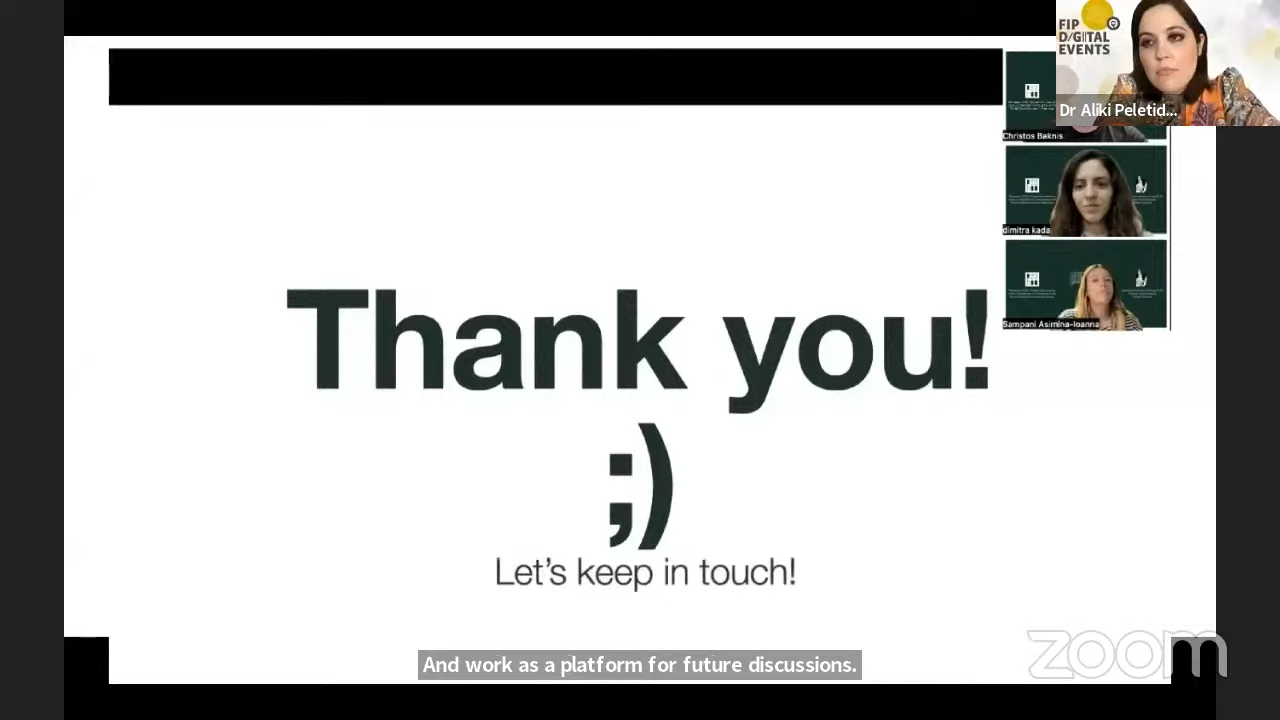 FIP
D/G/TAL
EVENTS
Dr Aliki Peletid...
Christos Baknis
dimitra kada
Sampani Asimina-Ioanna
Thank you!
;)
Let's keep in touch!
And work as a platform for future discussions.
zoom